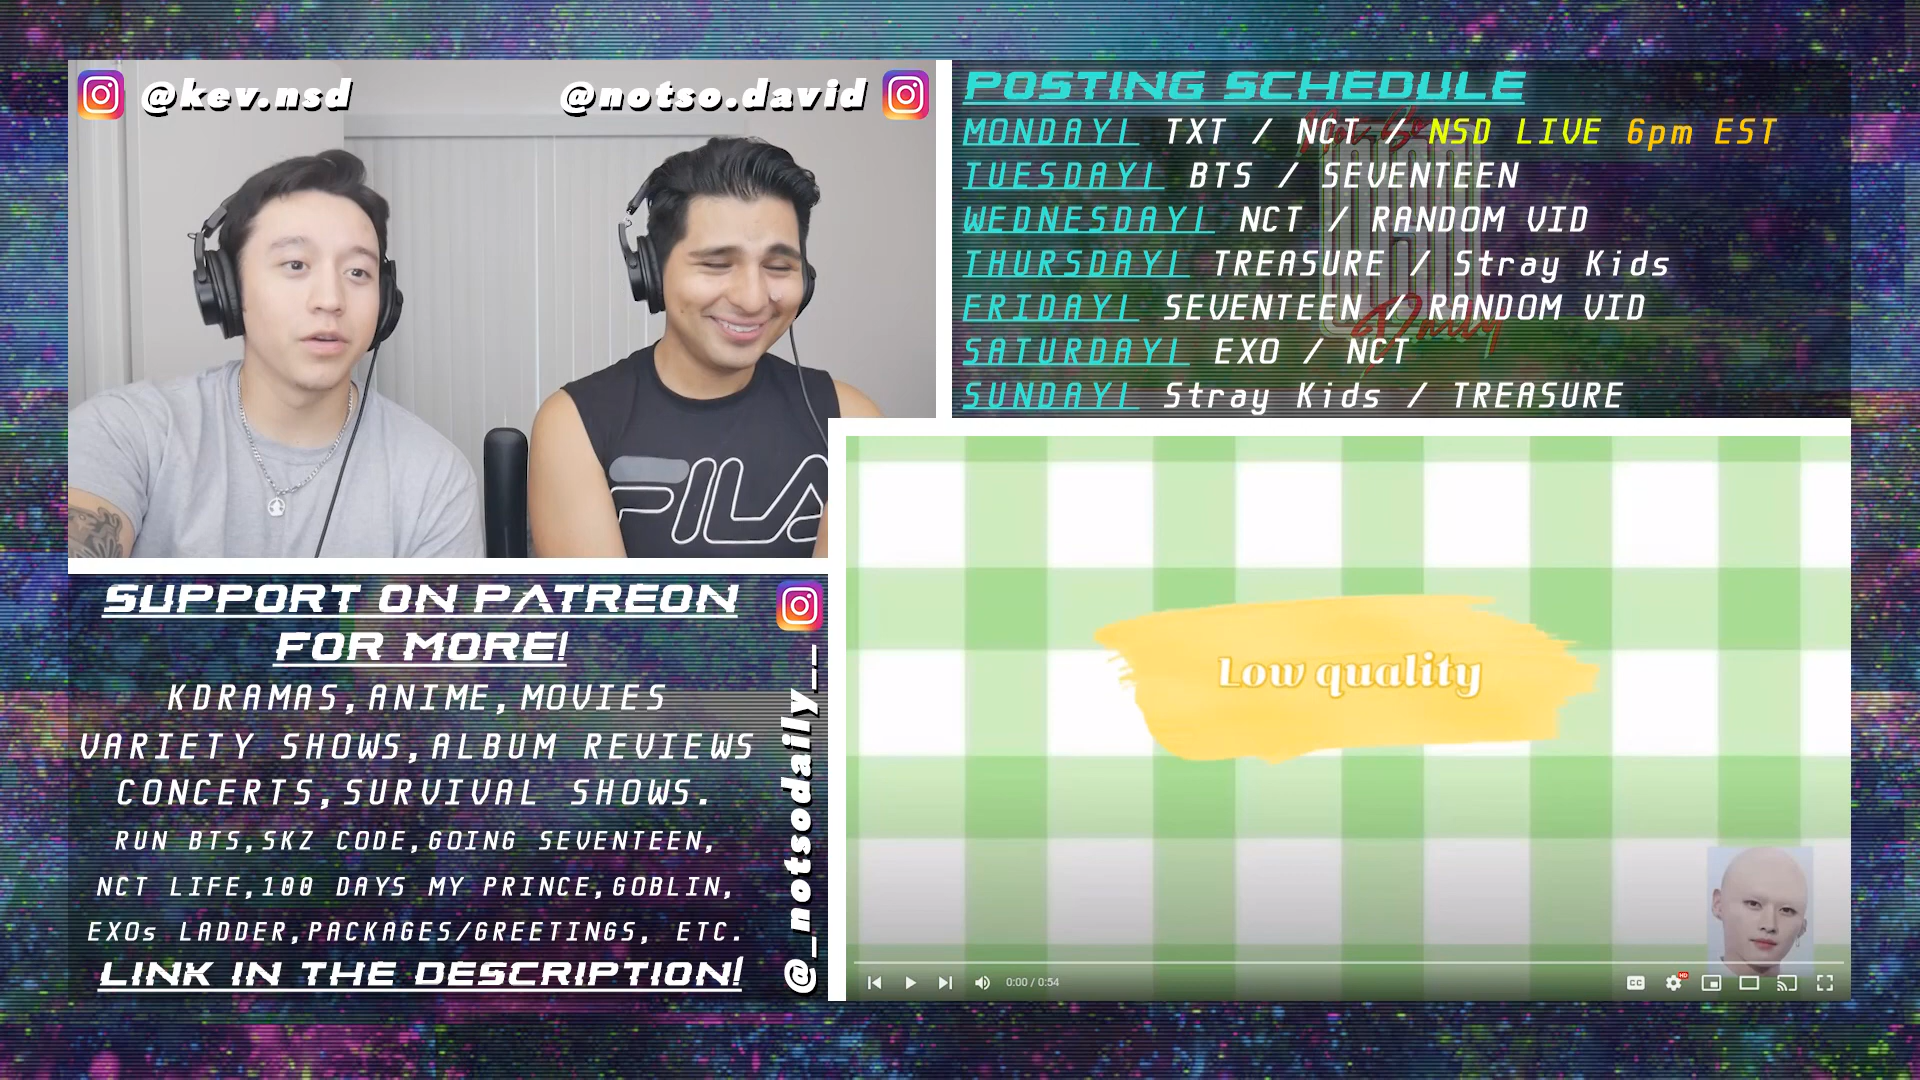 @kev.nsd
@notso.david
POSTING SCHEDULE
MONDAY| TXT / NCT / NSD LIVE 6pm EST
TUESDAY| BTS / SEVENTEEN
WEDNESDAY| NCT / RANDOM VID
THURSDAY| TREASURE / Stray Kids
FRIDAY| SEVENTEEN / RANDOM VID
SATURDAY| EXO / NCT
SUNDAY| Stray Kids / TREASURE
FILA
SUPPORT ON PATREON
FOR MORE!
KDRAMAS,ANIME,MOVIES
VARIETY SHOWS,ALBUM REVIEWS
CONCERTS,SURVIVAL SHOWS.
RUN BTS,SKZ CODE,GOING SEVENTEEN,
NCT LIFE,100 DAYS MY PRINCE,GOBLIN,
EXOs LADDER,PACKAGES/GREETINGS, ETC.
LINK IN THE DESCRIPTION!
@_notsodaily__
Low quality
0:00 / 0:54
CC
HD